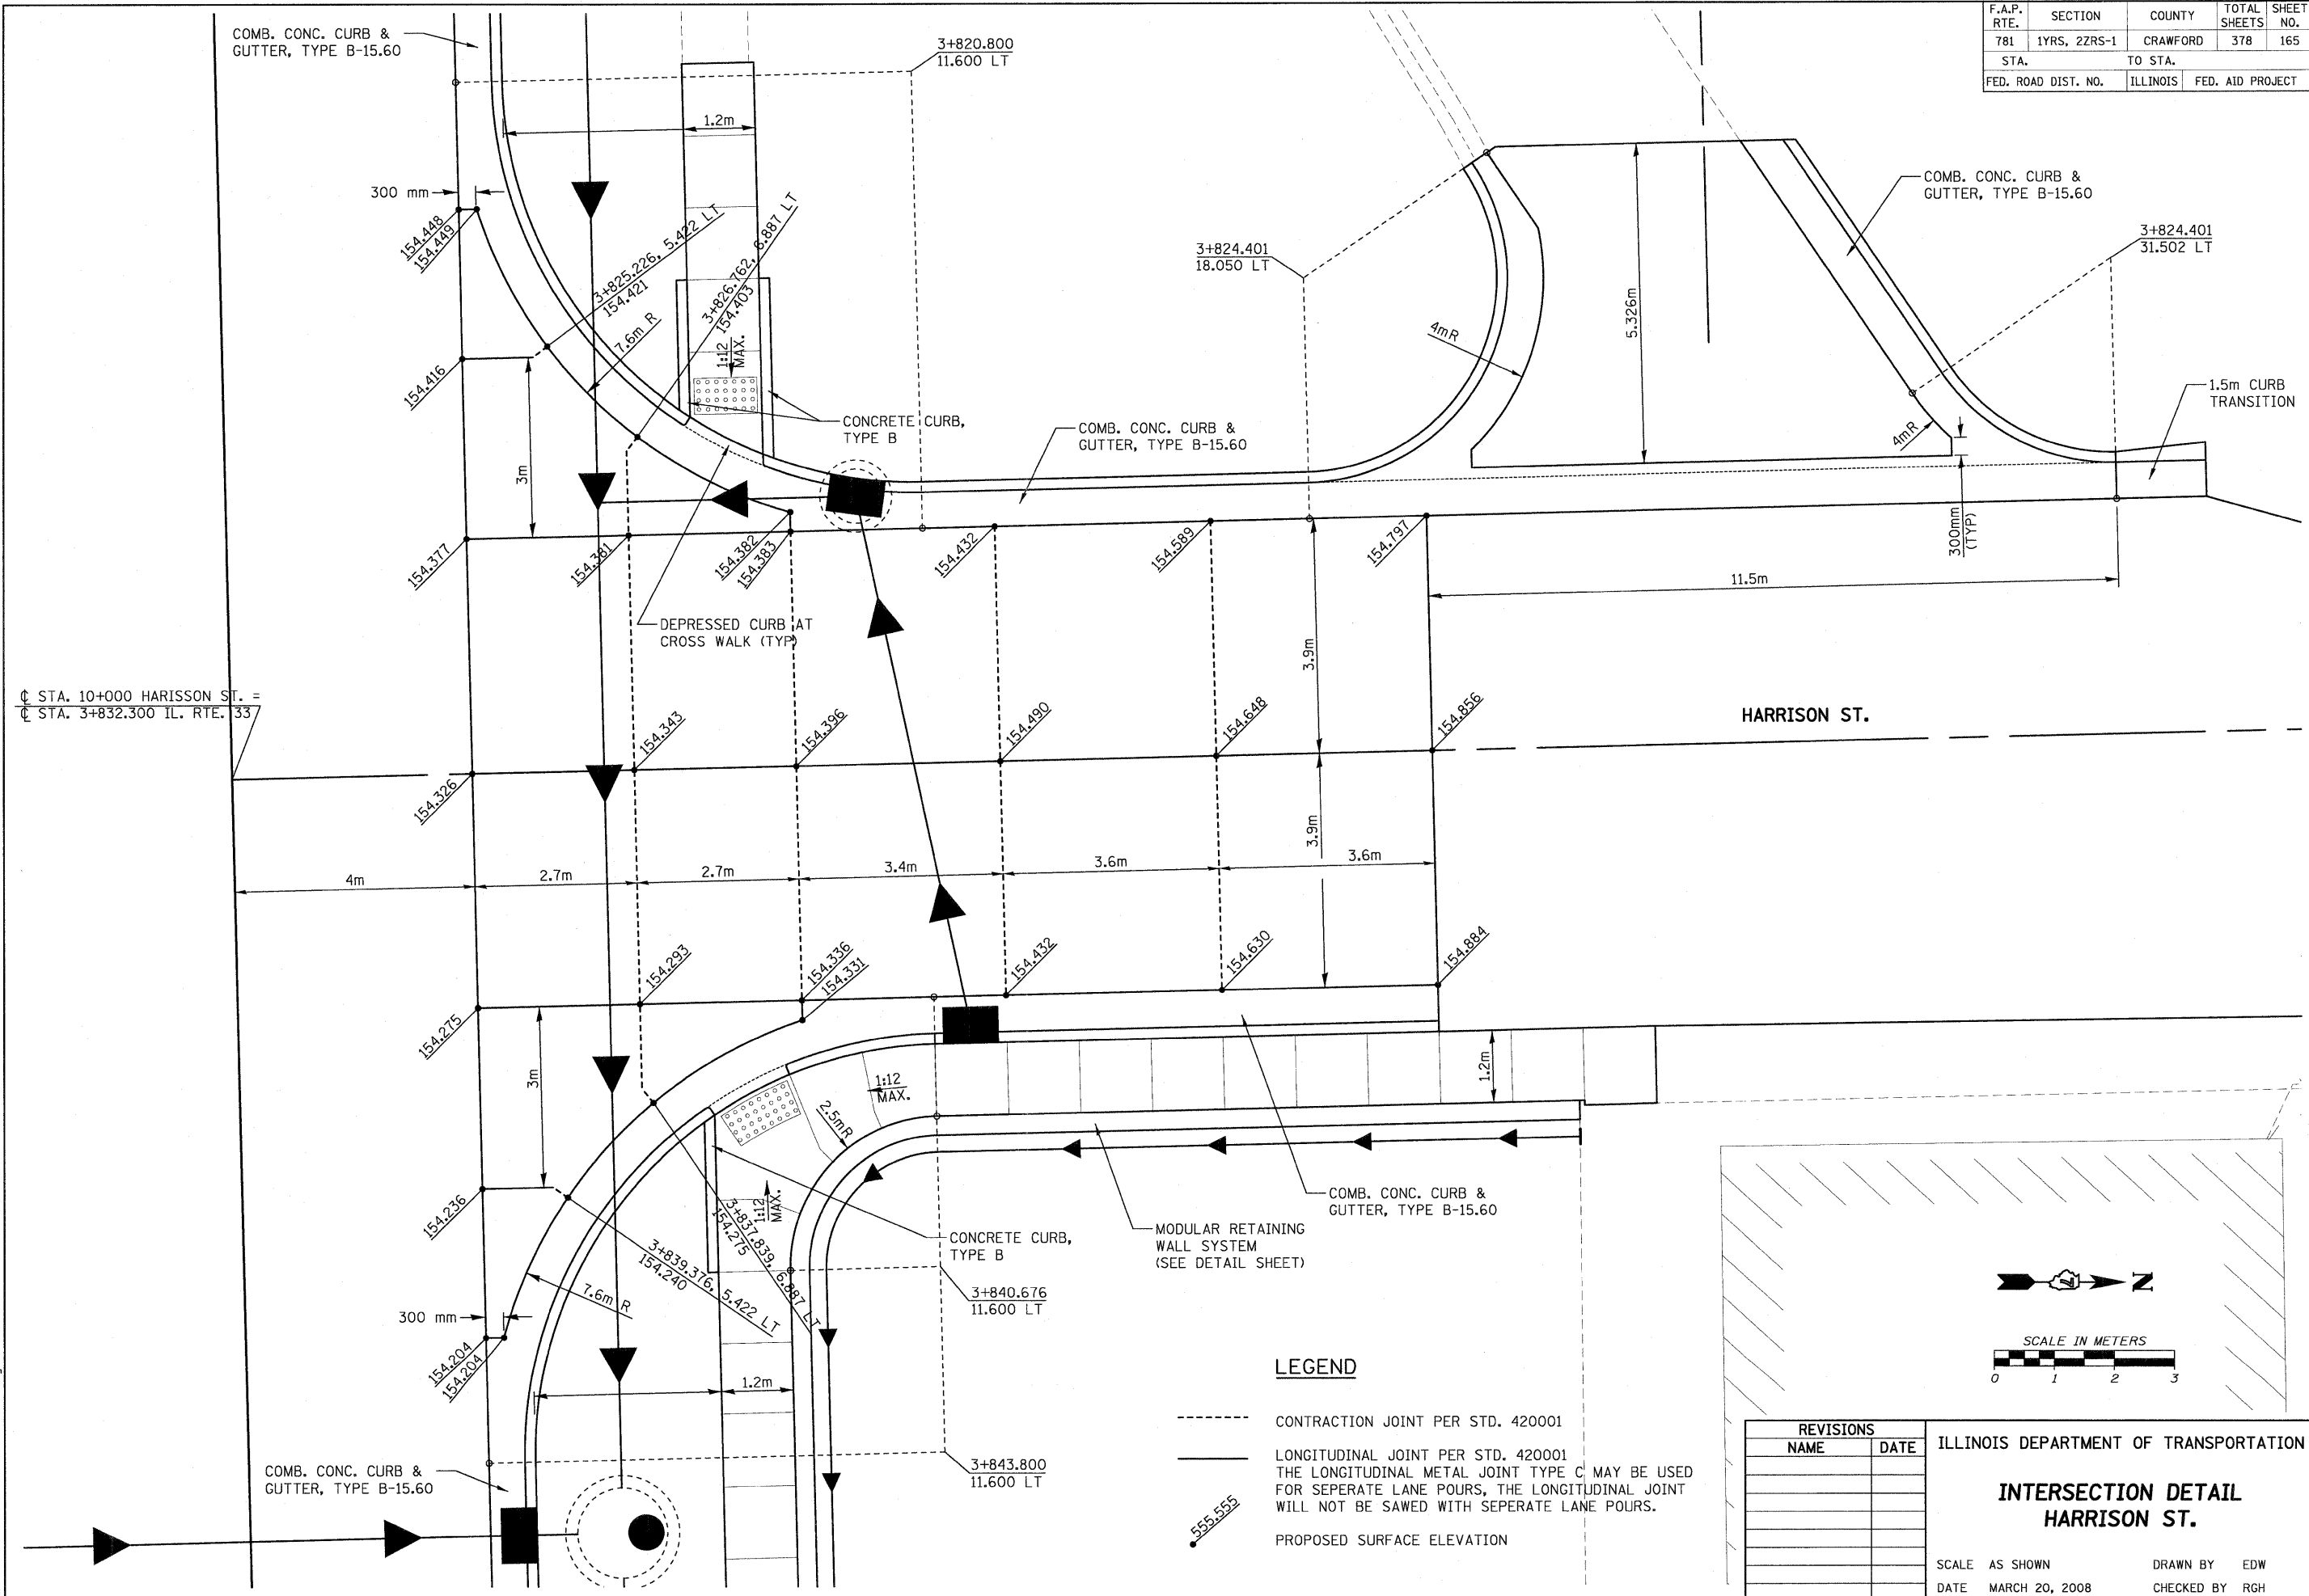 F.A.P. RTE. SECTION COUNTY TOTAL SHEETS SHEET NO.
781 1YRS, 2ZRS-1 CRAWFORD 378 165
STA. TO STA.
FED. ROAD DIST. NO. ILLINOIS FED. AID PROJECT
COMB. CONC. CURB &
GUTTER, TYPE B-15.60
3+820.800
11.600 LT
1.2m
300 mm
154.448
154.449
3+825.226, 5.422 LT
154.421
3+826.762, 6.887 LT
154.403
7.6m R
1:12
MAX.
154.416
3m
CONCRETE CURB,
TYPE B
COMB. CONC. CURB &
GUTTER, TYPE B-15.60
3+824.401
18.050 LT
4mR
5.326m
COMB. CONC. CURB &
GUTTER, TYPE B-15.60
3+824.401
31.502 LT
1.5m CURB
TRANSITION
4mR
300mm
(TYP)
154.377
154.381
154.382
154.383
154.432
154.589
154.797
11.5m
DEPRESSED CURB AT
CROSS WALK (TYP)
3.9m
℄ STA. 10+000 HARISSON ST. =
℄ STA. 3+832.300 IL. RTE. 33
154.326
154.343
154.396
154.490
154.648
154.856
HARRISON ST.
3.9m
4m
2.7m
2.7m
3.4m
3.6m
3.6m
154.275
154.293
154.336
154.331
154.432
154.630
154.884
3m
1:12
MAX.
2.5mR
1.2m
154.236
1:12
MAX.
3+837.839, 6.887 LT
154.275
3+839.376, 5.422 LT
154.240
CONCRETE CURB,
TYPE B
COMB. CONC. CURB &
GUTTER, TYPE B-15.60
MODULAR RETAINING
WALL SYSTEM
(SEE DETAIL SHEET)
3+840.676
11.600 LT
7.6m R
300 mm
154.204
154.204
1.2m
3+843.800
11.600 LT
COMB. CONC. CURB &
GUTTER, TYPE B-15.60
N
SCALE IN METERS
0 1 2 3
LEGEND
CONTRACTION JOINT PER STD. 420001
LONGITUDINAL JOINT PER STD. 420001
THE LONGITUDINAL METAL JOINT TYPE C MAY BE USED
FOR SEPERATE LANE POURS, THE LONGITUDINAL JOINT
WILL NOT BE SAWED WITH SEPERATE LANE POURS.
555.555
PROPOSED SURFACE ELEVATION
REVISIONS
NAME DATE
ILLINOIS DEPARTMENT OF TRANSPORTATION
INTERSECTION DETAIL
HARRISON ST.
SCALE AS SHOWN DRAWN BY EDW
DATE MARCH 20, 2008 CHECKED BY RGH